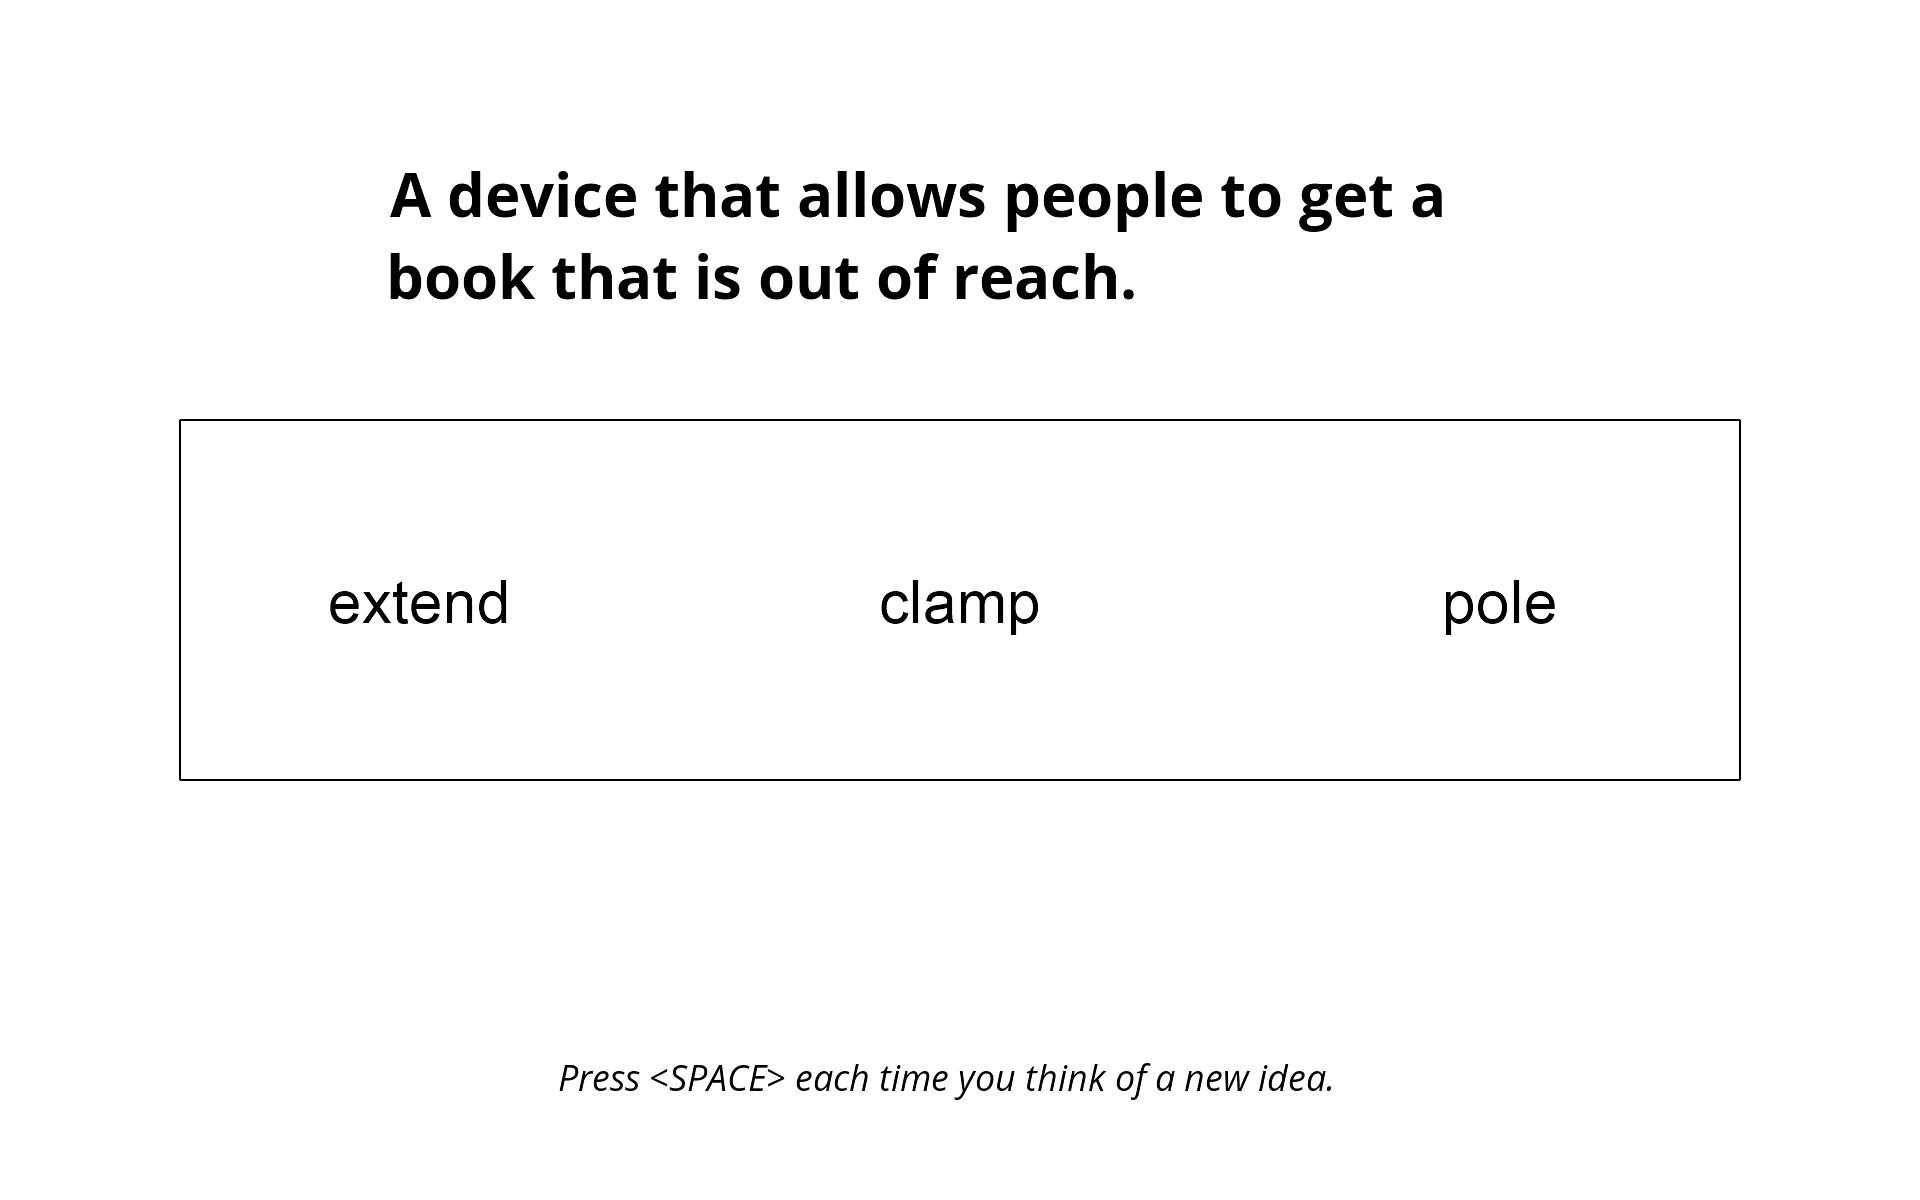 A device that allows people to get a
book that is out of reach.
extend clamp pole
Press <SPACE> each time you think of a new idea.